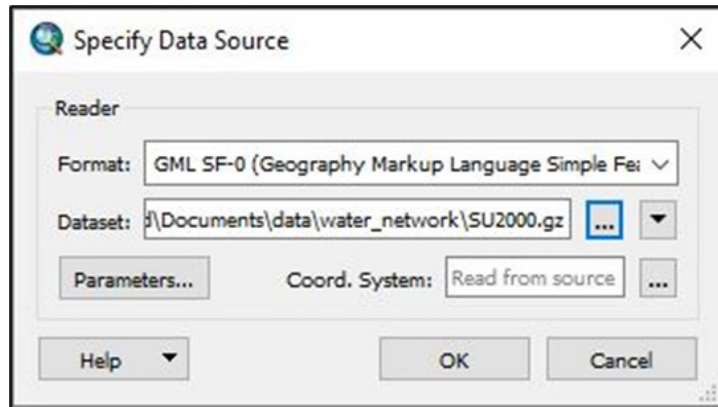 Specify Data Source
Reader
Format: GML SF-0 (Geography Markup Language Simple Fea
Dataset: d\Documents\data\water_network\SU2000.gz ...
Parameters... Coord. System: Read from source ...
Help OK Cancel